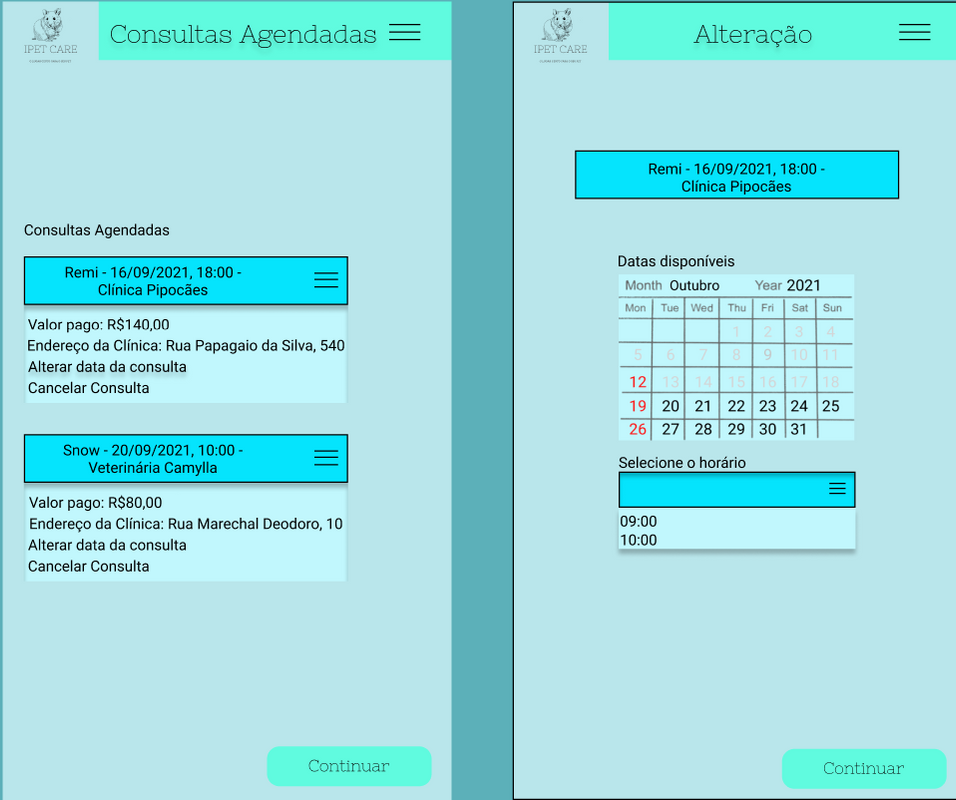 IPET CARE
Consultas Agendadas
Consultas Agendadas
Remi - 16/09/2021, 18:00 -
Clínica Pipocães
Valor pago: R$140,00
Endereço da Clínica: Rua Papagaio da Silva, 540
Alterar data da consulta
Cancelar Consulta
Snow - 20/09/2021, 10:00 -
Veterinária Camylla
Valor pago: R$80,00
Endereço da Clínica: Rua Marechal Deodoro, 10
Alterar data da consulta
Cancelar Consulta
Continuar
IPET CARE
Alteração
Remi - 16/09/2021, 18:00 -
Clínica Pipocães
Datas disponíveis
Month Outubro Year 2021
Mon Tue Wed Thu Fri Sat Sun
1 2 3 4
5 6 7 8 9 10 11
12 13 14 15 16 17 18
19 20 21 22 23 24 25
26 27 28 29 30 31
Selecione o horário
09:00
10:00
Continuar